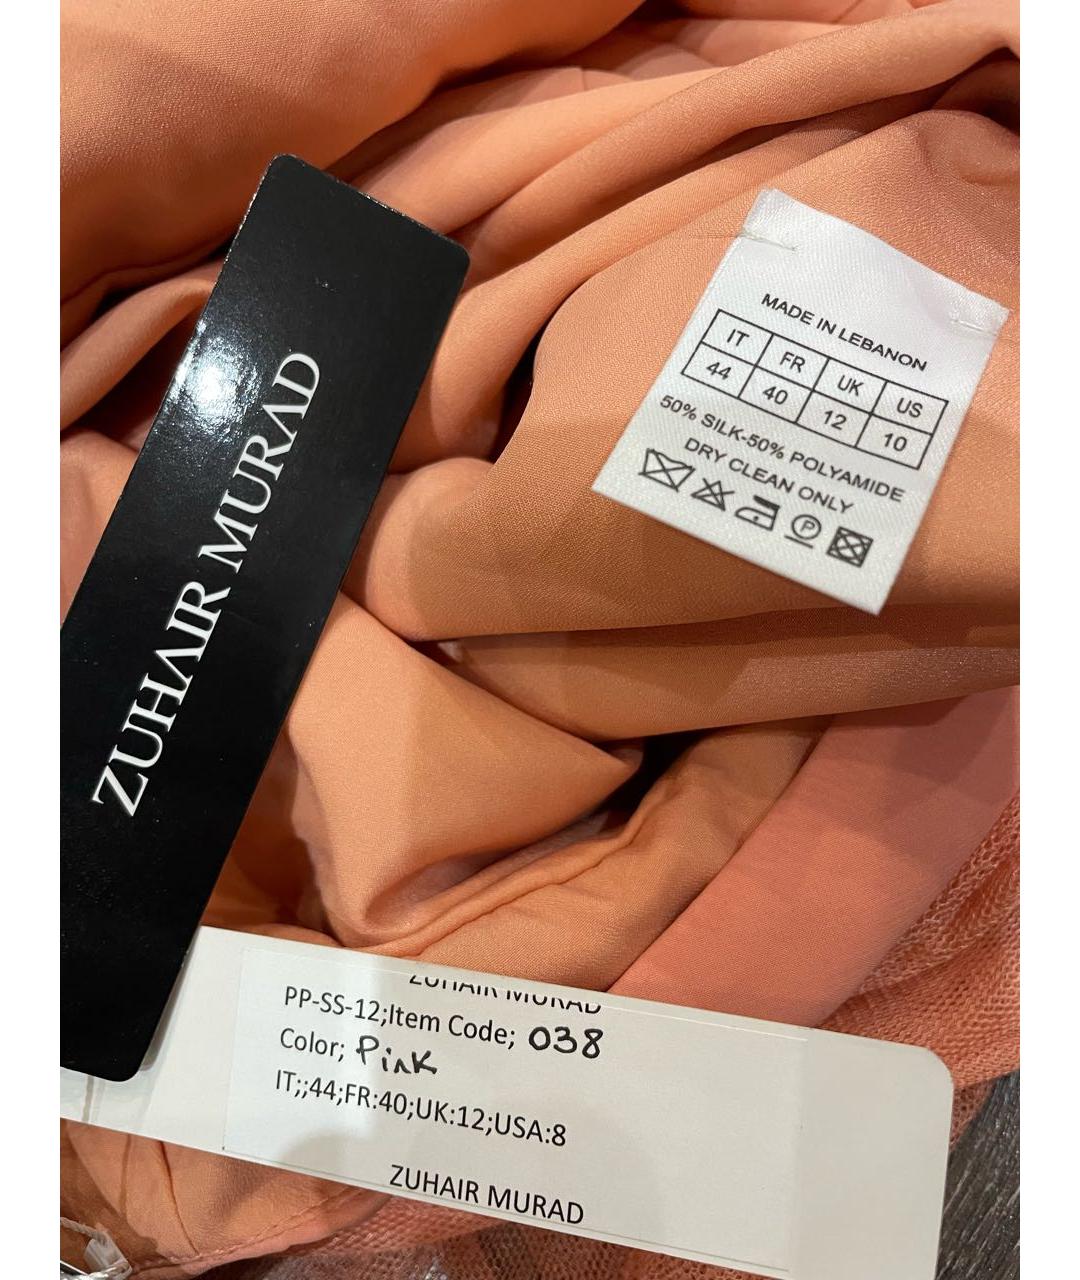 ZUHAIR MURAD
MADE IN LEBANON
IT FR UK US
44 40 12 10
50% SILK-50% POLYAMIDE
DRY CLEAN ONLY
P
ZUHAIR MURAD
PP-SS-12;Item Code; 038
Color; Pink
IT;;44;FR:40;UK:12;USA:8
ZUHAIR MURAD